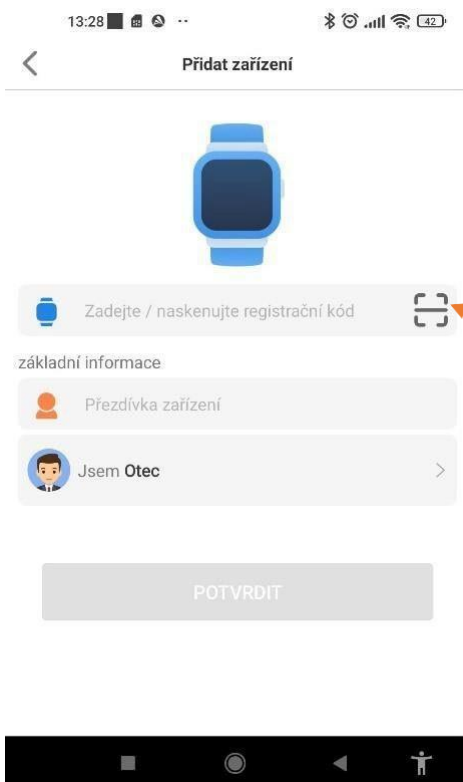 13:28
42
Přidat zařízení
Zadejte / naskenujte registrační kód
základní informace
Přezdívka zařízení
Jsem Otec
POTVRDIT